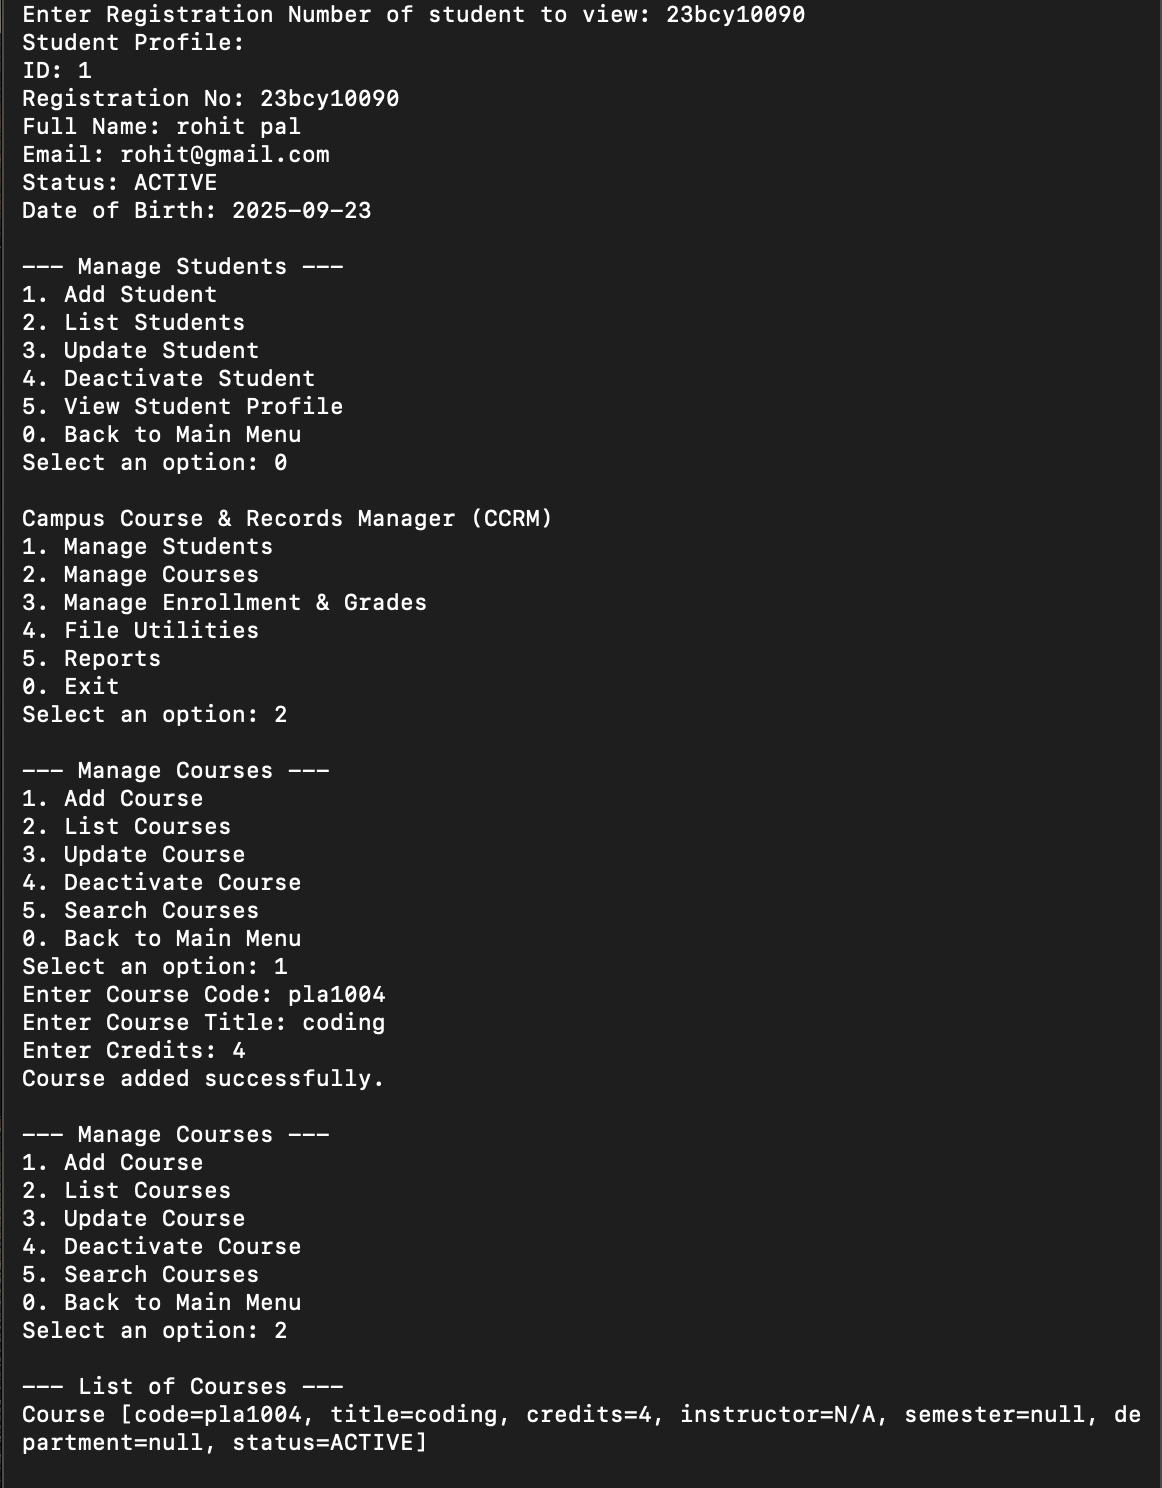 Enter Registration Number of student to view: 23bcy10090
Student Profile:
ID: 1
Registration No: 23bcy10090
Full Name: rohit pal
Email: rohit@gmail.com
Status: ACTIVE
Date of Birth: 2025-09-23
--- Manage Students ---
1. Add Student
2. List Students
3. Update Student
4. Deactivate Student
5. View Student Profile
0. Back to Main Menu
Select an option: 0
Campus Course & Records Manager (CCRM)
1. Manage Students
2. Manage Courses
3. Manage Enrollment & Grades
4. File Utilities
5. Reports
0. Exit
Select an option: 2
--- Manage Courses ---
1. Add Course
2. List Courses
3. Update Course
4. Deactivate Course
5. Search Courses
0. Back to Main Menu
Select an option: 1
Enter Course Code: pla1004
Enter Course Title: coding
Enter Credits: 4
Course added successfully.
--- Manage Courses ---
1. Add Course
2. List Courses
3. Update Course
4. Deactivate Course
5. Search Courses
0. Back to Main Menu
Select an option: 2
--- List of Courses ---
Course [code=pla1004, title=coding, credits=4, instructor=N/A, semester=null, de
partment=null, status=ACTIVE]